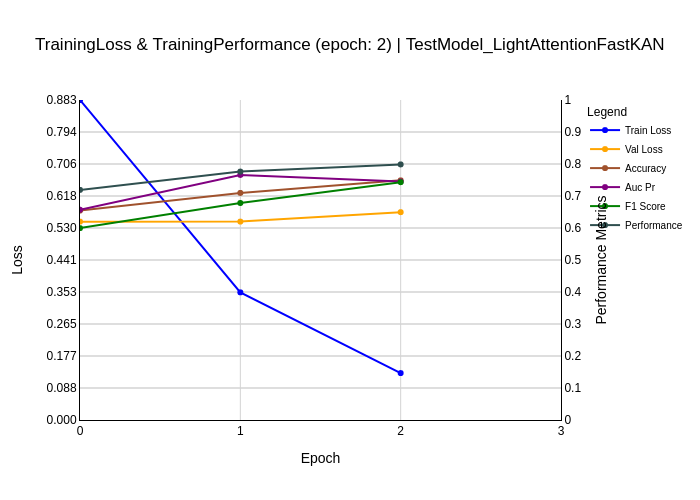 TrainingLoss & TrainingPerformance (epoch: 2) | TestModel_LightAttentionFastKAN
0.883
0.794
0.706
0.618
0.530
0.441
0.353
0.265
0.177
0.088
0.000
Loss
0
1
2
3
Epoch
1
0.9
0.8
0.7
0.6
0.5
0.4
0.3
0.2
0.1
0
Performance Metrics
Legend
Train Loss
Val Loss
Accuracy
Auc Pr
F1 Score
Performance